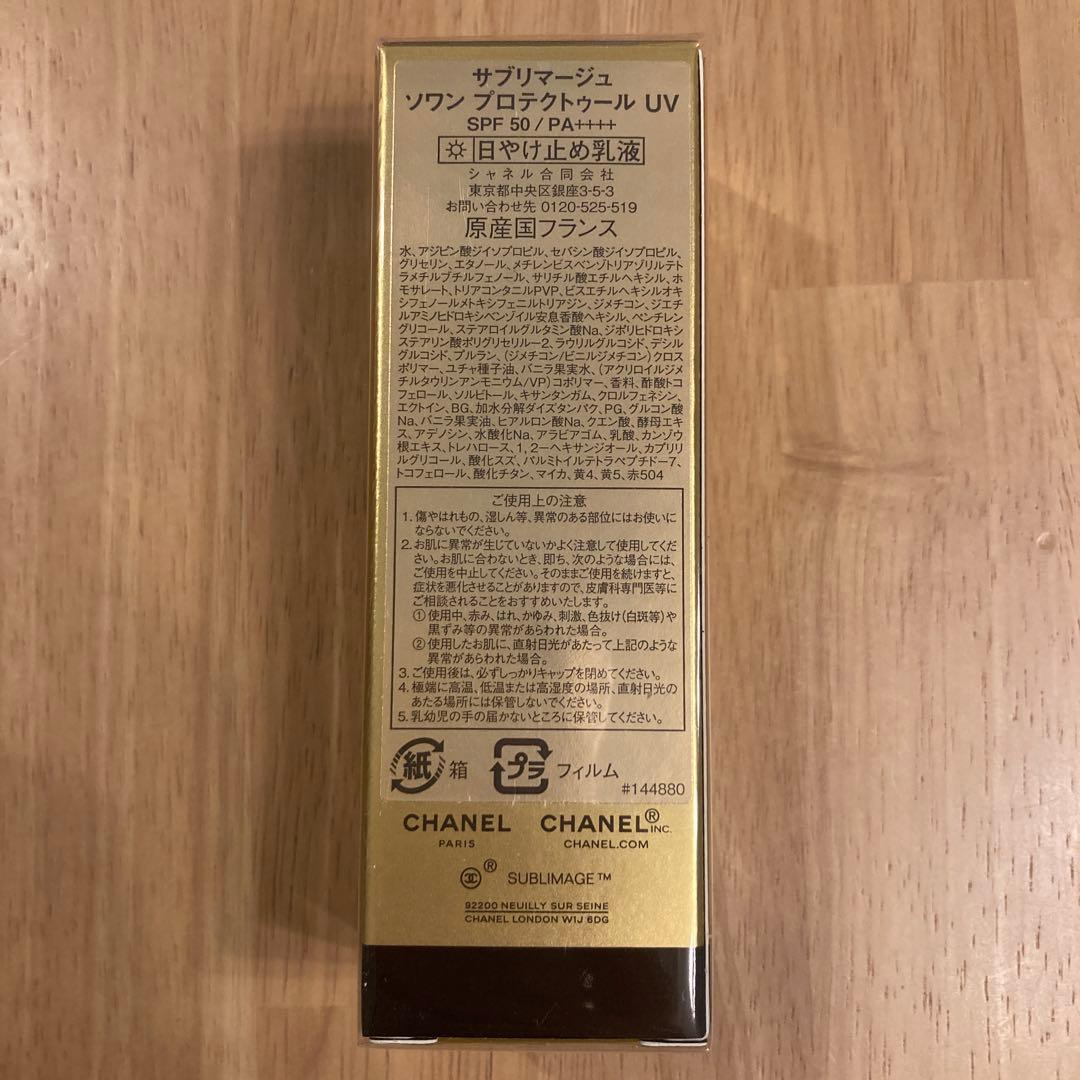 サブリマージュ
ソワン プロテクトゥール UV
SPF 50 / PA++++
日やけ止め乳液
シャネル合同会社
東京都中央区銀座3-5-3
お問い合わせ先 0120-525-519
原産国フランス
水、アジピン酸ジイソプロピル、セバシン酸ジイソプロピル、
グリセリン、エタノール、メチレンビスベンゾトリアゾリルテト
ラメチルブチルフェノール、サリチル酸エチルヘキシル、ホ
モサレート、トリアコンタニルPVP、ビスエチルヘキシルオキ
シフェノールメトキシフェニルトリアジン、ジメチコン、ジエチ
ルアミノヒドロキシベンゾイル安息香酸ヘキシル、ペンチレン
グリコール、ステアロイルグルタミン酸Na、ジポリヒドロキシ
ステアリン酸ポリグリセリル-2、ラウリルグルコシド、デシル
グルコシド、プルラン、(ジメチコン/ビニルジメチコン)クロス
ポリマー、ユチャ種子油、バニラ果実水、(アクリロイルジメ
チルタウリンアンモニウム/VP)コポリマー、香料、酢酸トコ
フェロール、ソルビトール、キサンタンガム、クロルフェネシン、
エクトイン、BG、加水分解ダイズタンパク、PG、グルコン酸
Na、バニラ果実油、ヒアルロン酸Na、クエン酸、酵母エキ
ス、アデノシン、水酸化Na、アラビアゴム、乳酸、カンゾウ
根エキス、トレハロース、1,2-ヘキサンジオール、カプリリ
ルグリコール、酸化スズ、パルミトイルテトラペプチド-7、
トコフェロール、酸化チタン、マイカ、黄4、黄5、赤504
ご使用上の注意
1. 傷やはれもの、湿しん等、異常のある部位にはお使いに
ならないでください。
2. お肌に異常が生じていないかよく注意して使用してくだ
さい。お肌に合わないとき、即ち、次のような場合には、
ご使用を中止してください。そのままご使用を続けますと、
症状を悪化させることがありますので、皮膚科専門医等に
ご相談されることをおすすめいたします。
① 使用中、赤み、はれ、かゆみ、刺激、色抜け(白斑等)や
黒ずみ等の異常があらわれた場合。
② 使用したお肌に、直射日光があたって上記のような
異常があらわれた場合。
3. ご使用後は、必ずしっかりキャップを閉めてください。
4. 極端に高温、低温または高湿度の場所、直射日光の
あたる場所には保管しないでください。
5. 乳幼児の手の届かないところに保管してください。
紙 箱 プラ フィルム
#144880
CHANEL CHANEL® INC.
PARIS CHANEL.COM
® SUBLIMAGE™
92200 NEUILLY SUR SEINE
CHANEL LONDON W1J 6DG